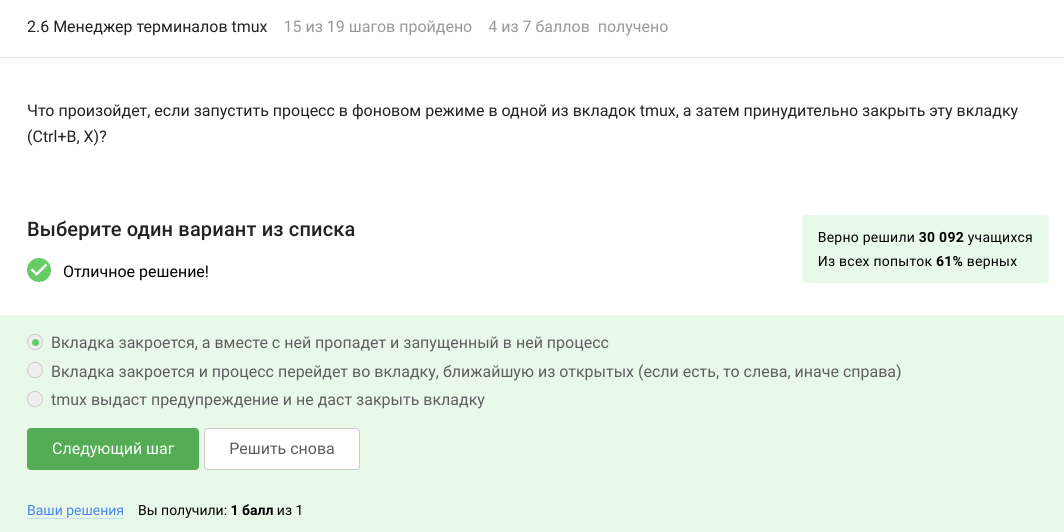 2.6 Менеджер терминалов tmux 15 из 19 шагов пройдено 4 из 7 баллов получено
Что произойдет, если запустить процесс в фоновом режиме в одной из вкладок tmux, а затем принудительно закрыть эту вкладку
(Ctrl+B, X)?
Выберите один вариант из списка
Верно решили 30 092 учащихся
Из всех попыток 61% верных
Отличное решение!
Вкладка закроется, а вместе с ней пропадет и запущенный в ней процесс
Вкладка закроется и процесс перейдет во вкладку, ближайшую из открытых (если есть, то слева, иначе справа)
tmux выдаст предупреждение и не даст закрыть вкладку
Следующий шаг Решить снова
Ваши решения Вы получили: 1 балл из 1